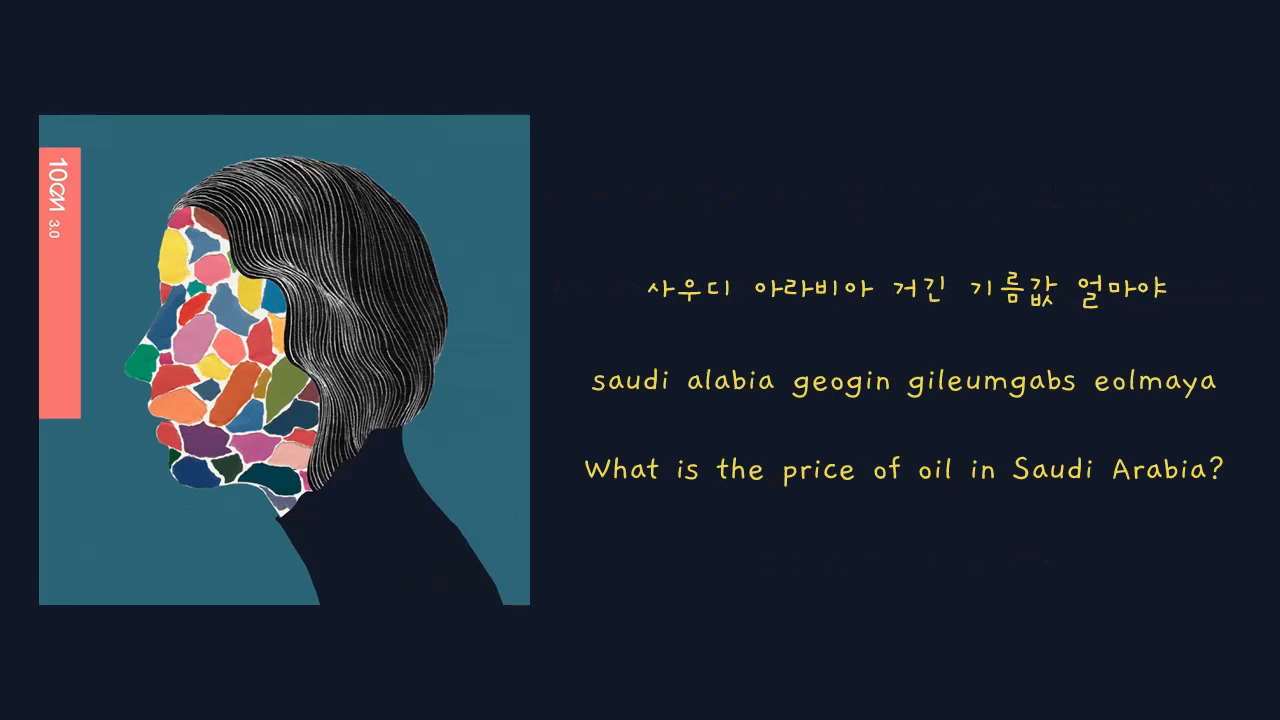 10cm 3.0
사우디 아라비아 거긴 기름값 얼마야
saudi alabia geogin gileumgabs eolmaya
What is the price of oil in Saudi Arabia?